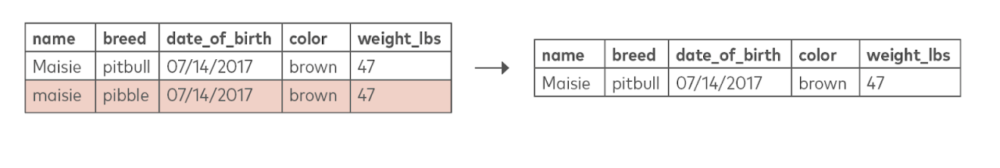 name breed date_of_birth color weight_lbs
Maisie pitbull 07/14/2017 brown 47
maisie pibble 07/14/2017 brown 47
name breed date_of_birth color weight_lbs
Maisie pitbull 07/14/2017 brown 47